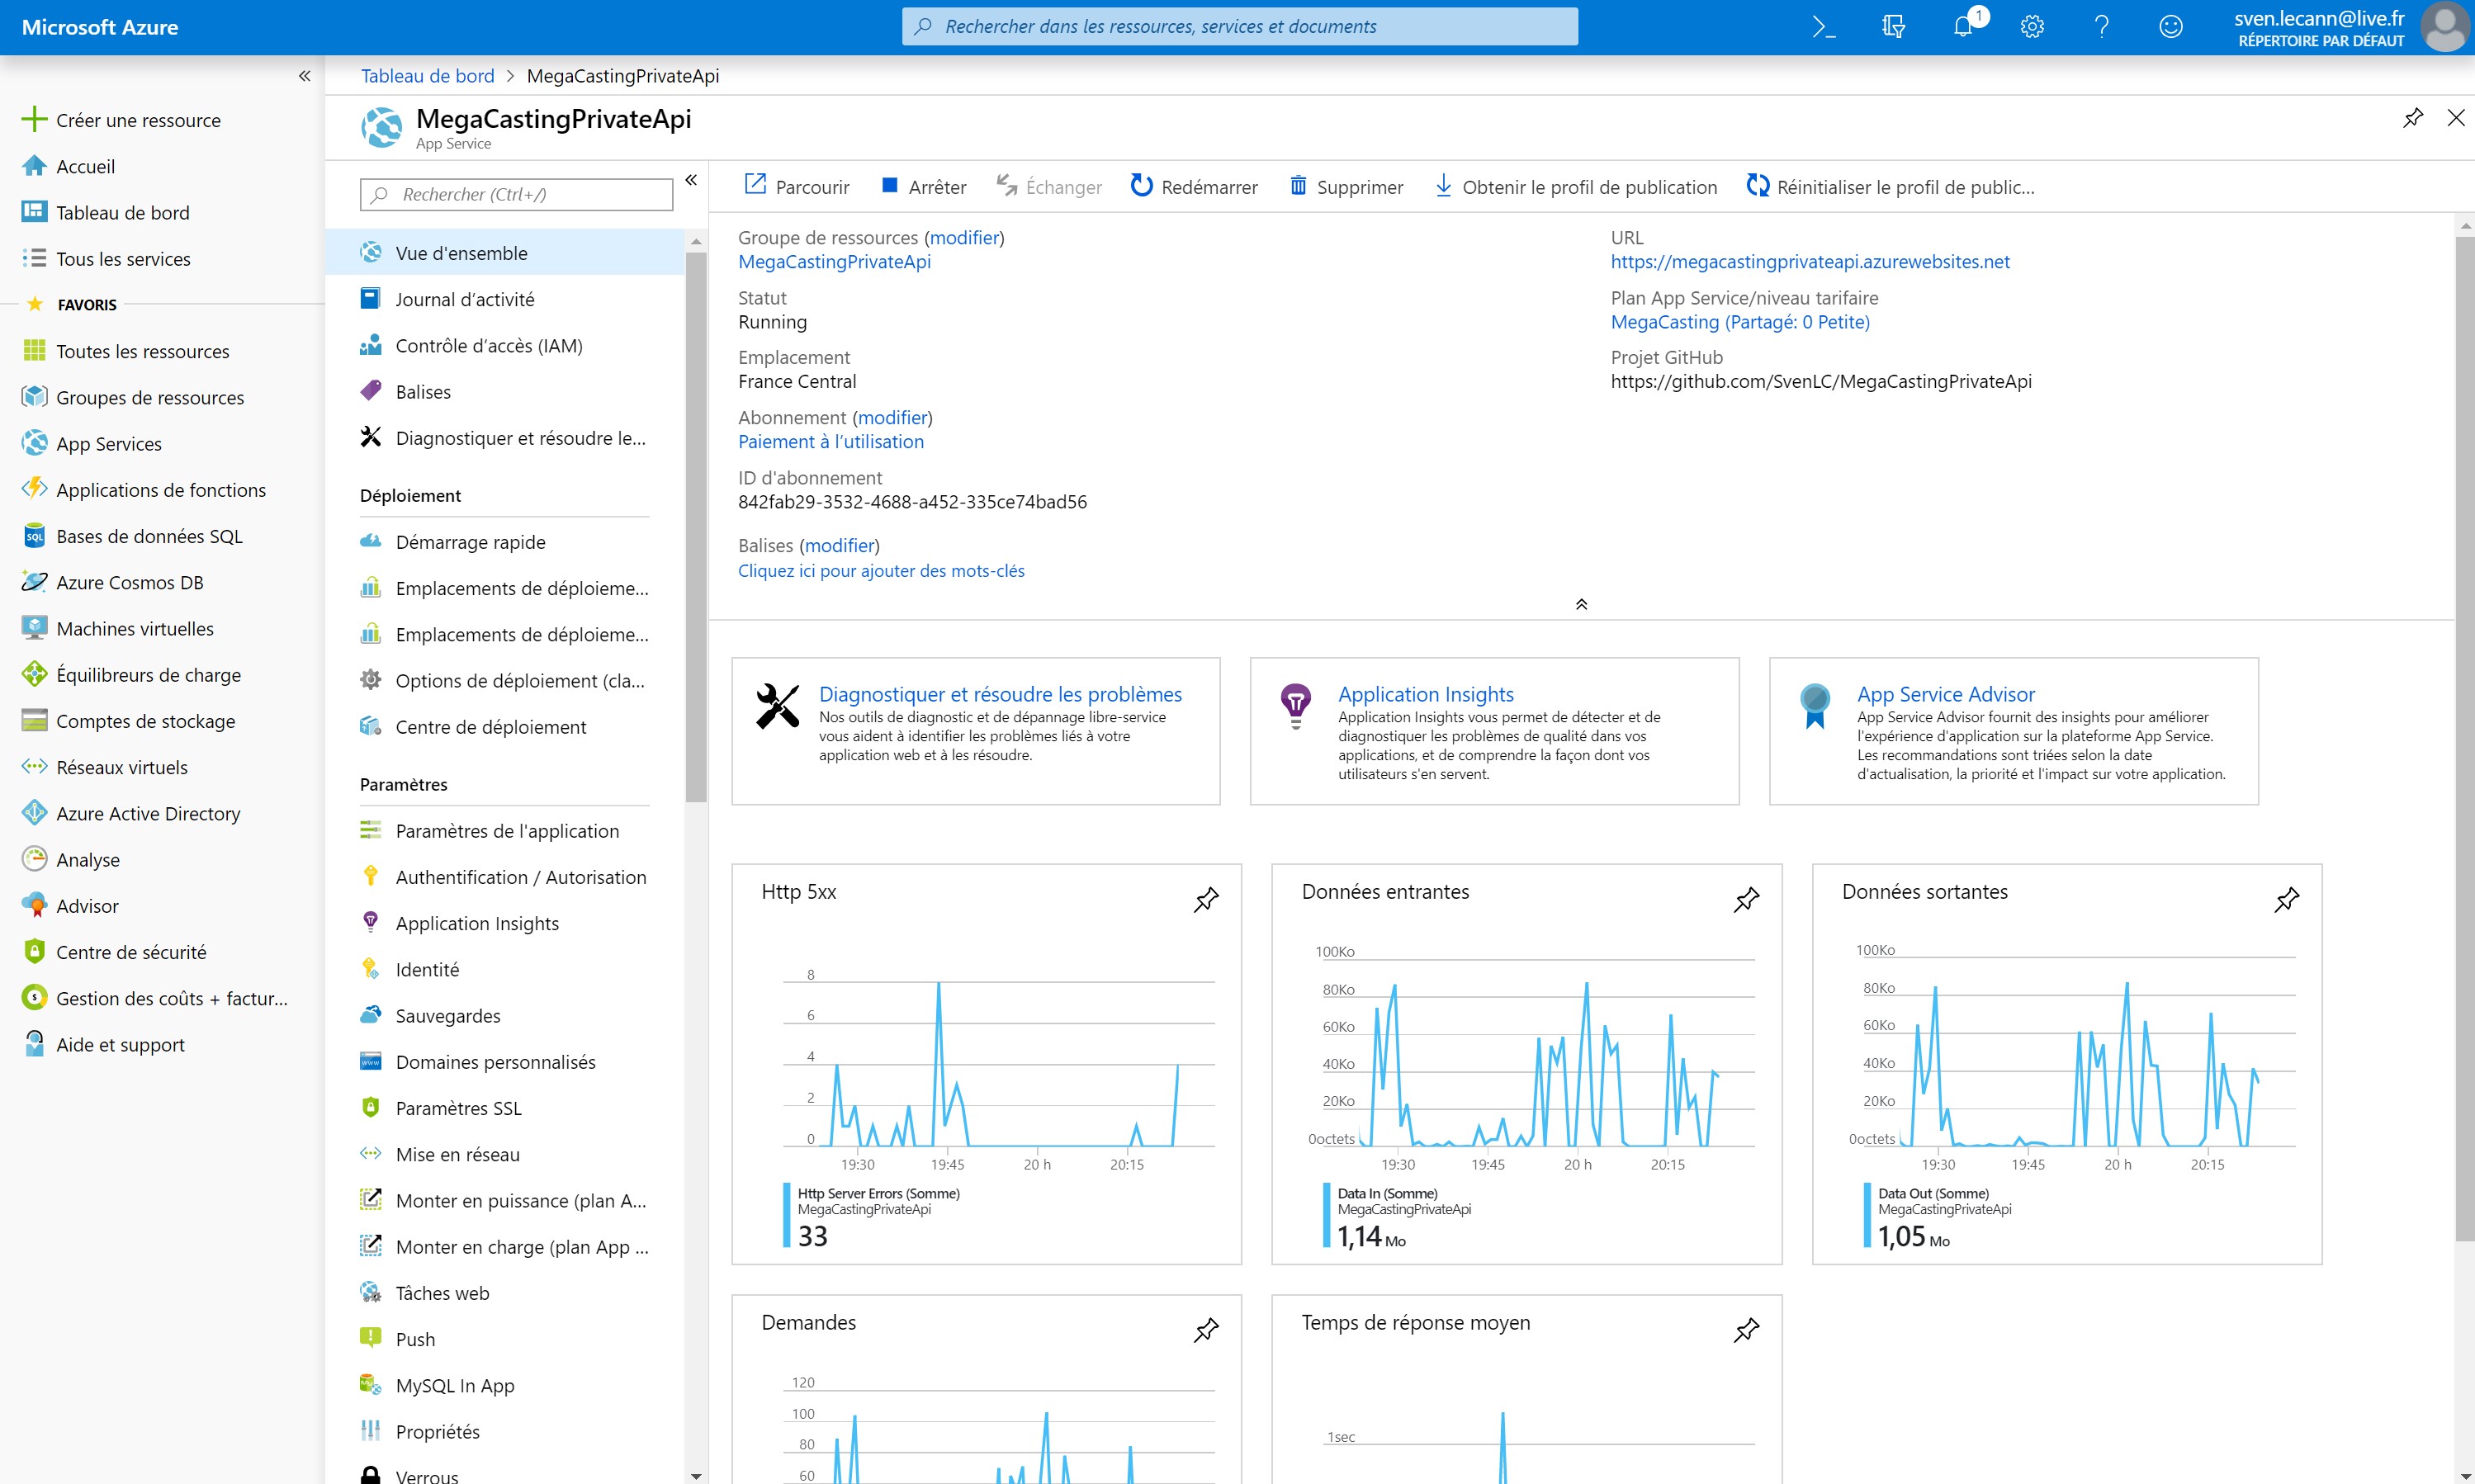 Microsoft Azure
Rechercher dans les ressources, services et documents
1
sven.lecann@live.fr
RÉPERTOIRE PAR DÉFAUT
Créer une ressource
Accueil
Tableau de bord
Tous les services
FAVORIS
Toutes les ressources
Groupes de ressources
App Services
Applications de fonctions
Bases de données SQL
Azure Cosmos DB
Machines virtuelles
Équilibreurs de charge
Comptes de stockage
Réseaux virtuels
Azure Active Directory
Analyse
Advisor
Centre de sécurité
Gestion des coûts + factur...
Aide et support
Tableau de bord > MegaCastingPrivateApi
MegaCastingPrivateApi
App Service
Rechercher (Ctrl+/)
Vue d'ensemble
Journal d’activité
Contrôle d’accès (IAM)
Balises
Diagnostiquer et résoudre le...
Déploiement
Démarrage rapide
Emplacements de déploieme...
Emplacements de déploieme...
Options de déploiement (cla...
Centre de déploiement
Paramètres
Paramètres de l'application
Authentification / Autorisation
Application Insights
Identité
Sauvegardes
Domaines personnalisés
Paramètres SSL
Mise en réseau
Monter en puissance (plan A...
Monter en charge (plan App ...
Tâches web
Push
MySQL In App
Propriétés
Verrous
Parcourir Arrêter Échanger Redémarrer Supprimer Obtenir le profil de publication Réinitialiser le profil de public...
Groupe de ressources (modifier)
MegaCastingPrivateApi
Statut
Running
Emplacement
France Central
Abonnement (modifier)
Paiement à l’utilisation
ID d'abonnement
842fab29-3532-4688-a452-335ce74bad56
Balises (modifier)
Cliquez ici pour ajouter des mots-clés
URL
https://megacastingprivateapi.azurewebsites.net
Plan App Service/niveau tarifaire
MegaCasting (Partagé: 0 Petite)
Projet GitHub
https://github.com/SvenLC/MegaCastingPrivateApi
Diagnostiquer et résoudre les problèmes
Nos outils de diagnostic et de dépannage libre-service
vous aident à identifier les problèmes liés à votre
application web et à les résoudre.
Application Insights
Application Insights vous permet de détecter et de
diagnostiquer les problèmes de qualité dans vos
applications, et de comprendre la façon dont vos
utilisateurs s'en servent.
App Service Advisor
App Service Advisor fournit des insights pour améliorer
l'expérience d'application sur la plateforme App Service.
Les recommandations sont triées selon la date
d'actualisation, la priorité et l'impact sur votre application.
Http 5xx
8
6
4
2
0
19:30 19:45 20 h 20:15
Http Server Errors (Somme)
MegaCastingPrivateApi
33
Données entrantes
100Ko
80Ko
60Ko
40Ko
20Ko
0octets
19:30 19:45 20 h 20:15
Data In (Somme)
MegaCastingPrivateApi
1,14 Mo
Données sortantes
100Ko
80Ko
60Ko
40Ko
20Ko
0octets
19:30 19:45 20 h 20:15
Data Out (Somme)
MegaCastingPrivateApi
1,05 Mo
Demandes
120
100
80
60
Temps de réponse moyen
1sec